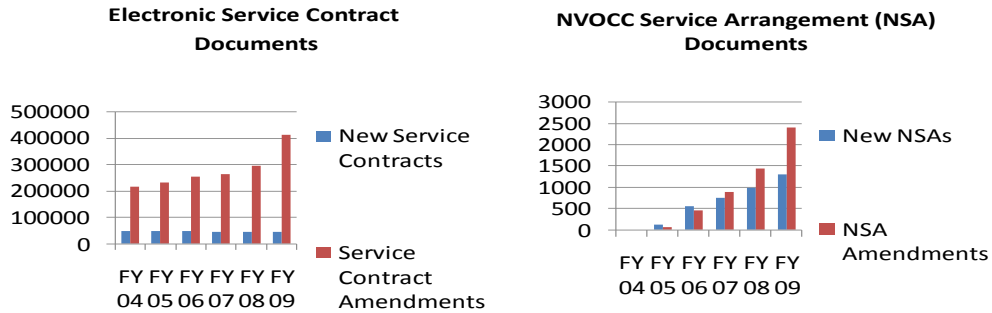 Electronic Service Contract
Documents
500000
400000
300000
200000
100000
0
FY FY FY FY FY FY
04 05 06 07 08 09
New Service
Contracts
Service
Contract
Amendments
NVOCC Service Arrangement (NSA)
Documents
3000
2500
2000
1500
1000
500
0
FY FY FY FY FY FY
04 05 06 07 08 09
New NSAs
NSA
Amendments